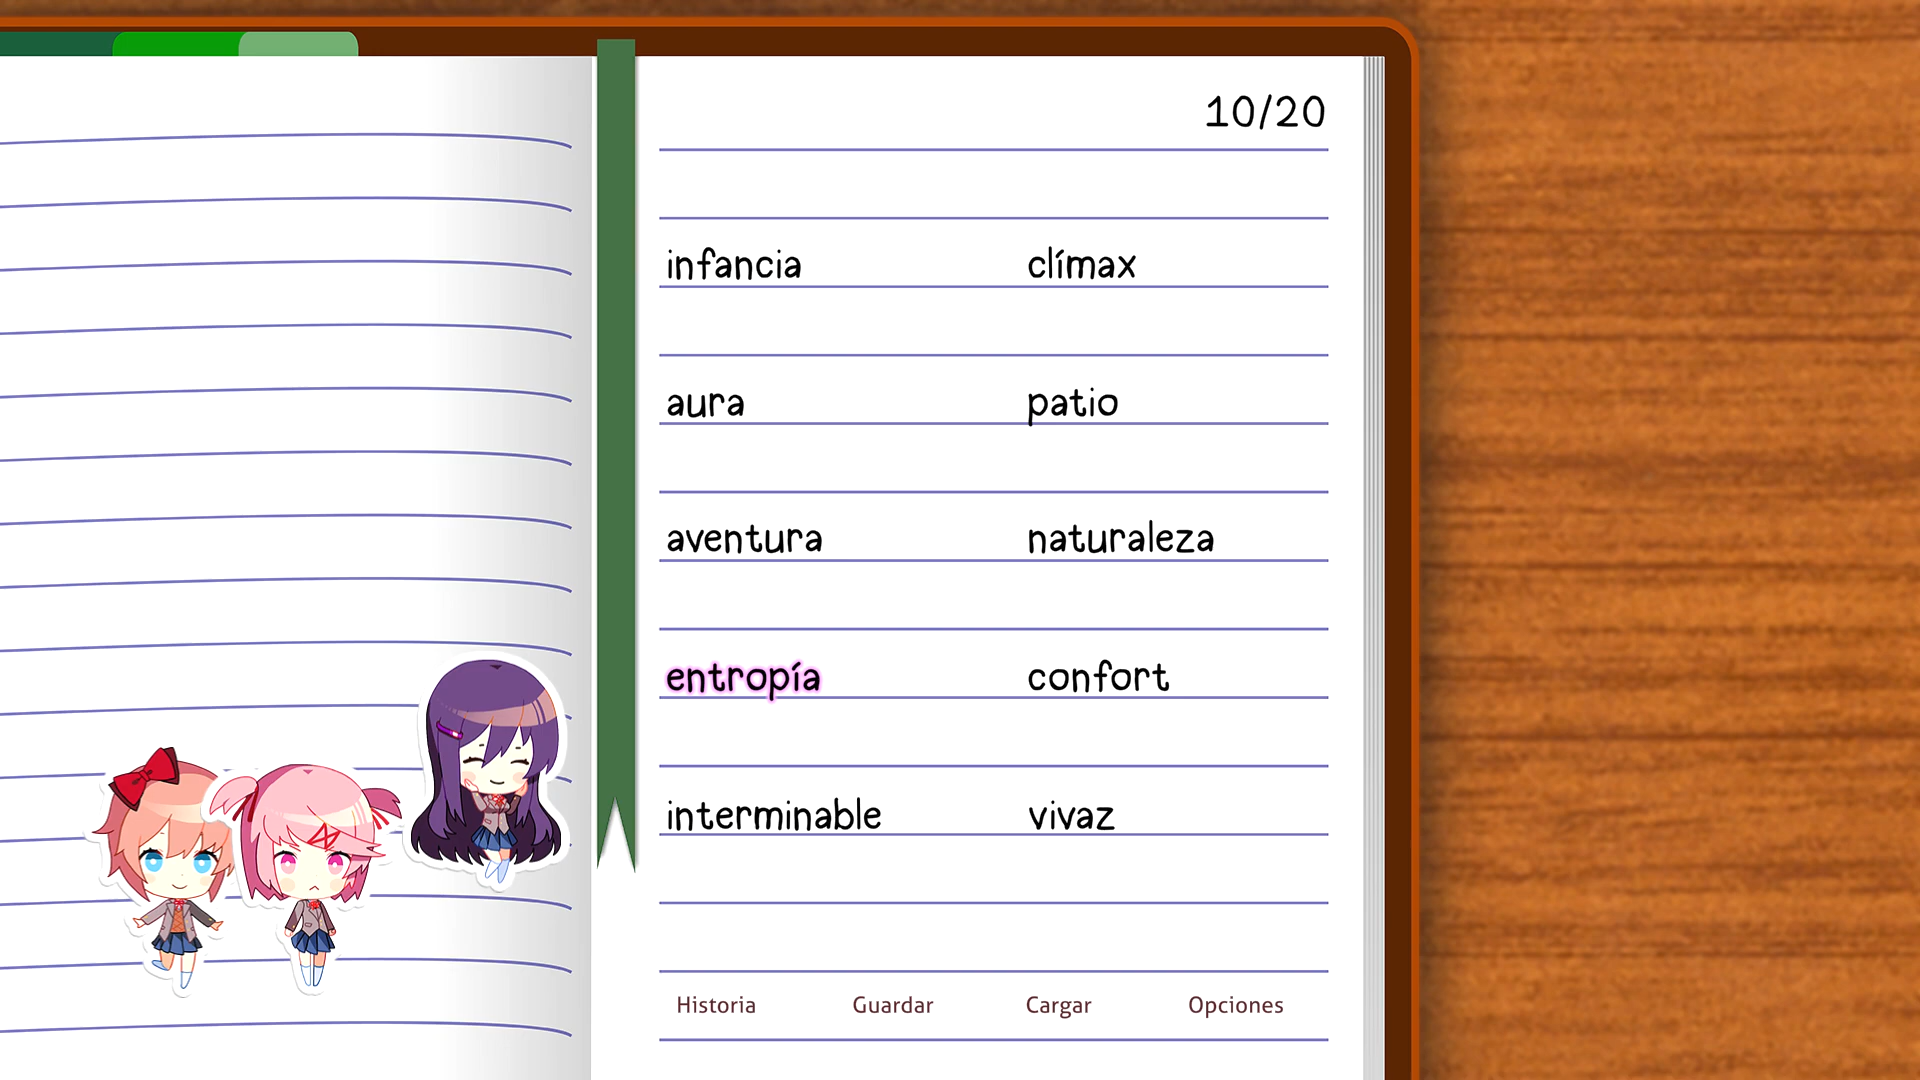 10/20
infancia clímax
aura patio
aventura naturaleza
entropía confort
interminable vivaz
Historia Guardar Cargar Opciones